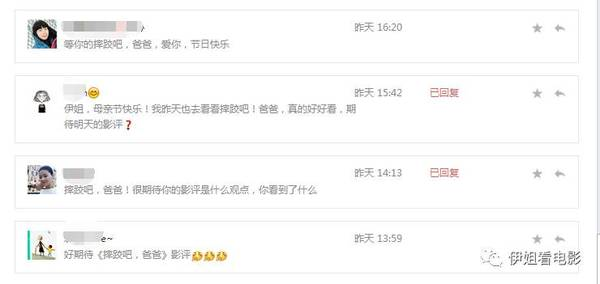 昨天 16:20
等你的摔跤吧,爸爸,爱你,节日快乐
昨天 15:42
已回复
伊姐,母亲节快乐!我昨天也去看看摔跤吧!爸爸,真的好好看,期
待明天的影评❓
昨天 14:13
已回复
摔跤吧,爸爸!很期待你的影评是什么观点,你看到了什么
e~
昨天 13:59
好期待《摔跤吧,爸爸》影评
伊姐看电影